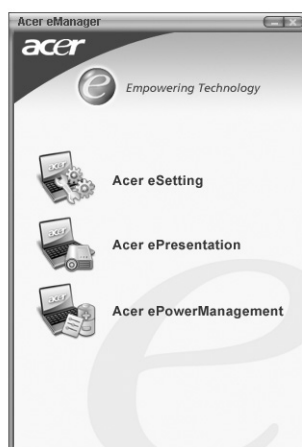 Acer eManager
acer
e Empowering Technology
Acer eSetting
Acer ePresentation
Acer ePowerManagement